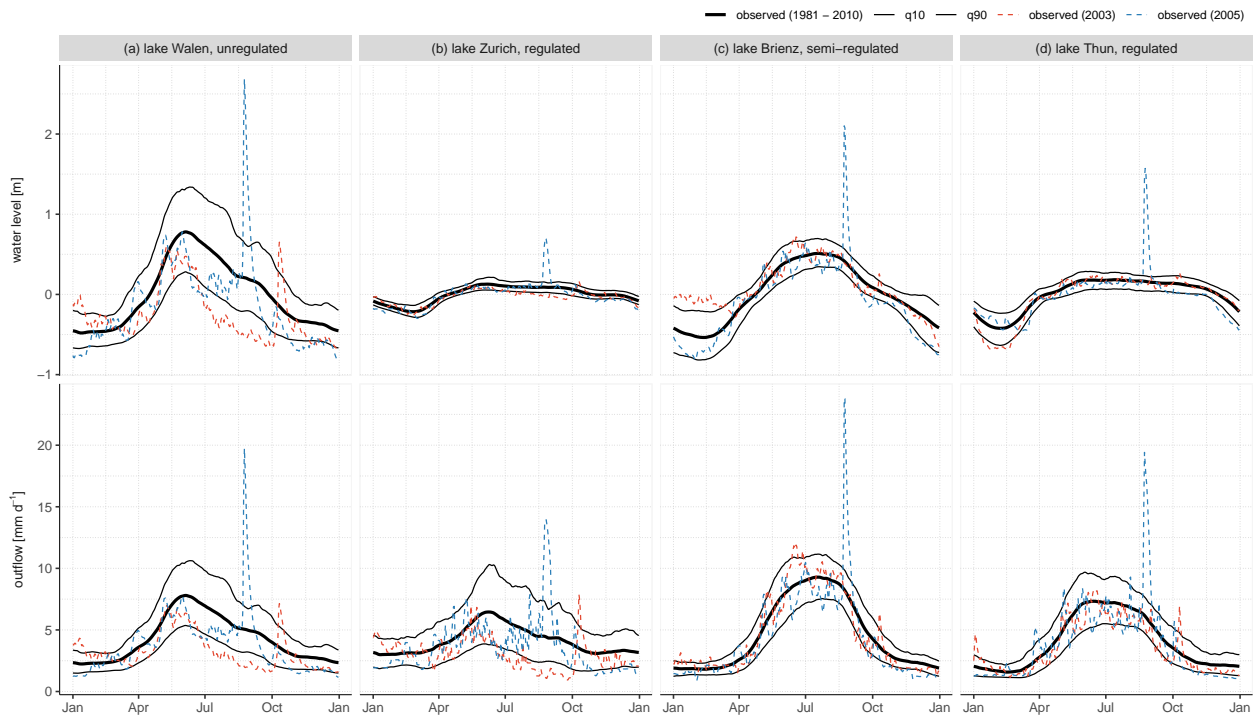 observed (1981 − 2010) q10 q90 observed (2003) observed (2005)
(a) lake Walen, unregulated
(b) lake Zurich, regulated
(c) lake Brienz, semi−regulated
(d) lake Thun, regulated
water level [m]
2
1
0
−1
outflow [mm d⁻¹]
20
15
10
5
0
Jan Apr Jul Oct Jan
Jan Apr Jul Oct Jan
Jan Apr Jul Oct Jan
Jan Apr Jul Oct Jan